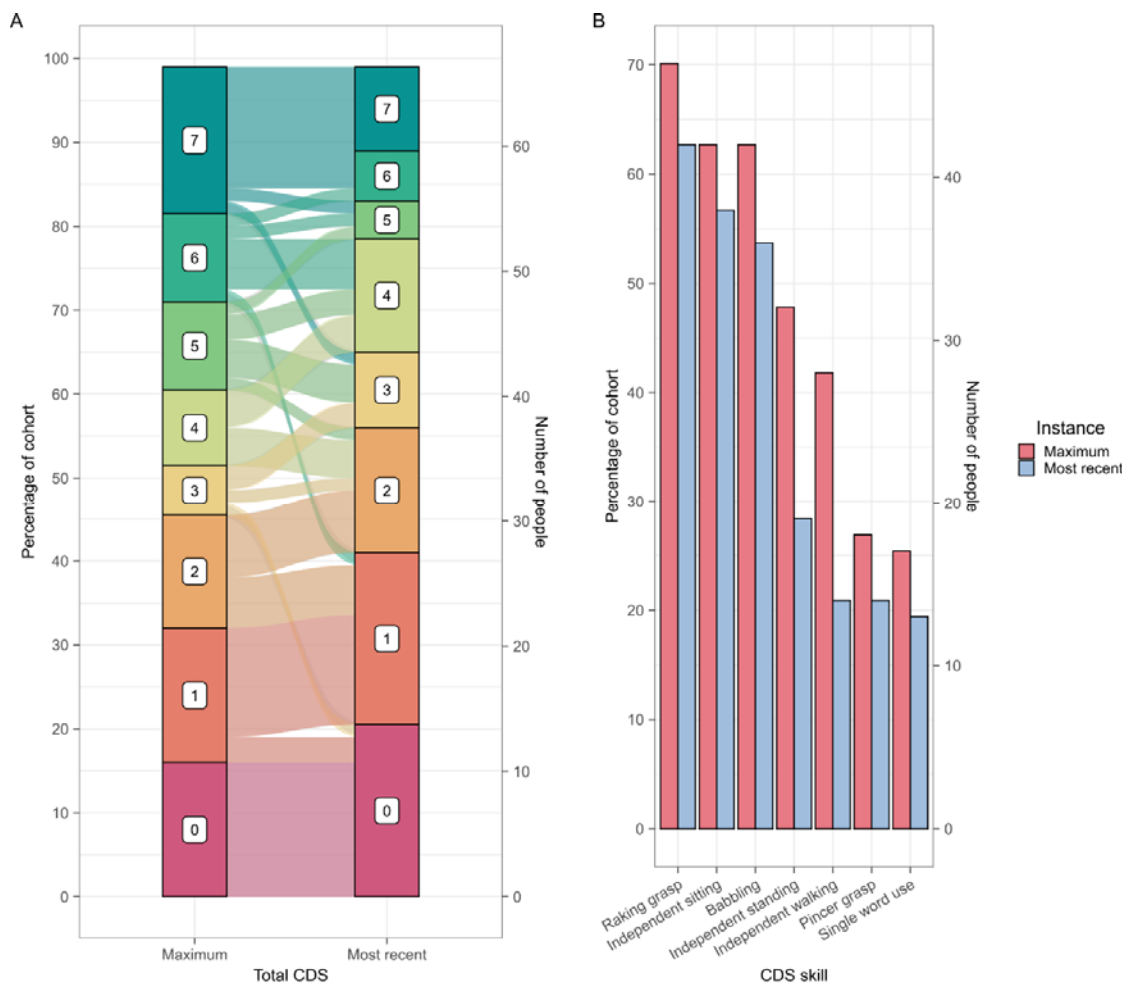 A
Percentage of cohort
100
90
80
70
60
50
40
30
20
10
0
7
6
5
4
3
2
1
0
7
6
5
4
3
2
1
0
60
50
40
30
20
10
0
Number of people
Maximum
Most recent
Total CDS
B
Percentage of cohort
70
60
50
40
30
20
10
0
40
30
20
10
0
Number of people
Raking grasp
Independent sitting
Babbling
Independent standing
Independent walking
Pincer grasp
Single word use
CDS skill
Instance
Maximum
Most recent